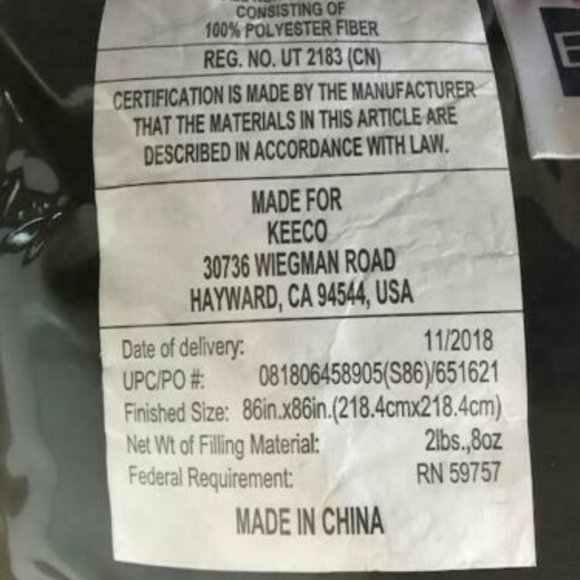 CONSISTING OF
100% POLYESTER FIBER
REG. NO. UT 2183 (CN)
CERTIFICATION IS MADE BY THE MANUFACTURER
THAT THE MATERIALS IN THIS ARTICLE ARE
DESCRIBED IN ACCORDANCE WITH LAW.
MADE FOR
KEECO
30736 WIEGMAN ROAD
HAYWARD, CA 94544, USA
Date of delivery: 11/2018
UPC/PO #: 081806458905(S86)/651621
Finished Size: 86in.x86in.(218.4cmx218.4cm)
Net Wt of Filling Material: 2lbs.,8oz
Federal Requirement: RN 59757
MADE IN CHINA